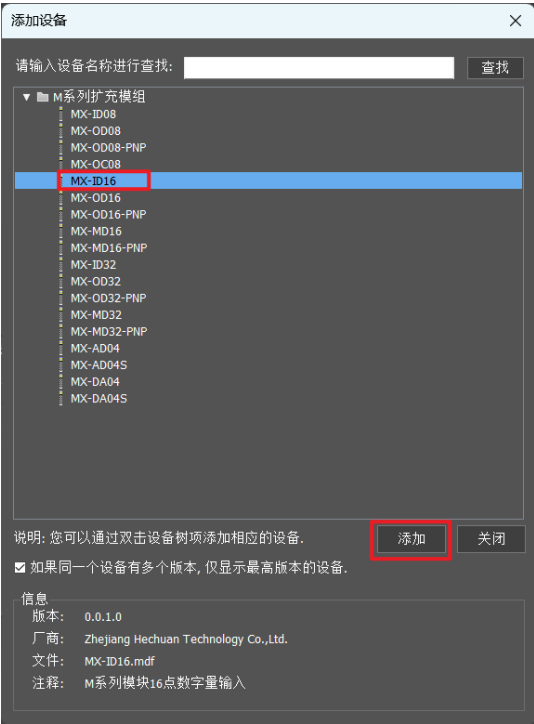 添加设备
请输入设备名称进行查找:
查找
M系列扩充模组
MX-ID08
MX-OD08
MX-OD08-PNP
MX-OC08
MX-ID16
MX-OD16
MX-OD16-PNP
MX-MD16
MX-MD16-PNP
MX-ID32
MX-OD32
MX-OD32-PNP
MX-MD32
MX-MD32-PNP
MX-AD04
MX-AD04S
MX-DA04
MX-DA04S
说明: 您可以通过双击设备树项添加相应的设备.
添加
关闭
如果同一个设备有多个版本, 仅显示最高版本的设备.
信息
版本: 0.0.1.0
厂商: Zhejiang Hechuan Technology Co.,Ltd.
文件: MX-ID16.mdf
注释: M系列模块16点数字量输入